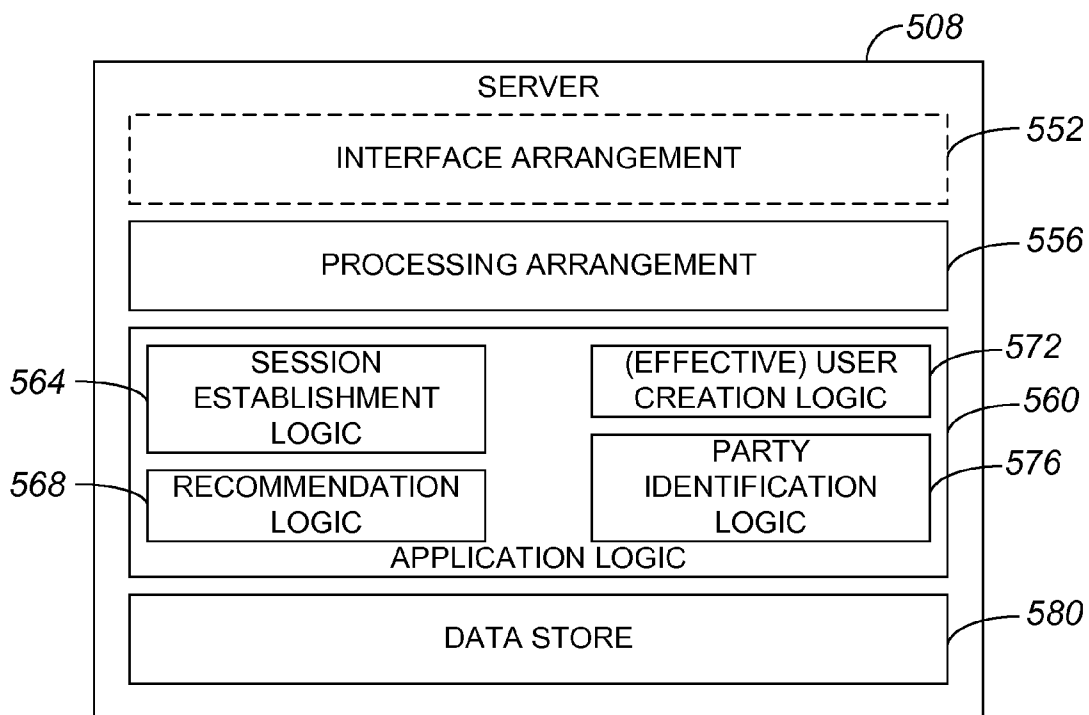 508
SERVER
INTERFACE ARRANGEMENT
552
PROCESSING ARRANGEMENT
556
564
SESSION
ESTABLISHMENT
LOGIC
(EFFECTIVE) USER
CREATION LOGIC
572
560
568
RECOMMENDATION
LOGIC
PARTY
IDENTIFICATION
LOGIC
576
APPLICATION LOGIC
DATA STORE
580